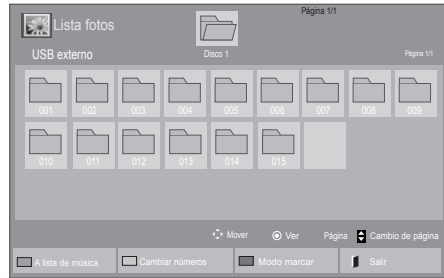 Página 1/1
Lista fotos
USB externo Disco 1 Página 1/1
001 002 003 004 005 006 007 008 009
010 011 012 013 014 015
Mover Ver Página Cambio de página
A lista de música Cambiar números Modo marcar Salir